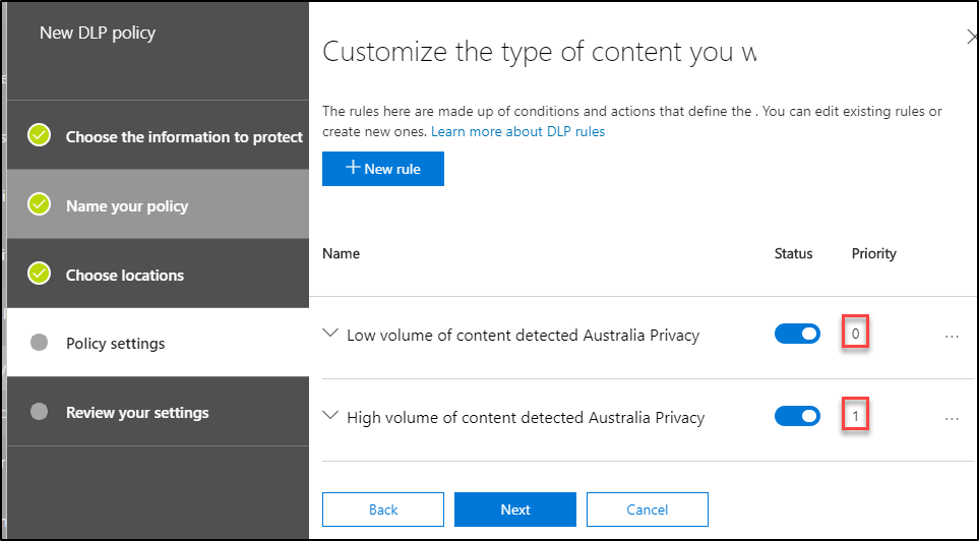 New DLP policy
Choose the information to protect
Name your policy
Choose locations
Policy settings
Review your settings
Customize the type of content you w
The rules here are made up of conditions and actions that define the . You can edit existing rules or
create new ones. Learn more about DLP rules
+ New rule
Name Status Priority
Low volume of content detected Australia Privacy 0 ...
High volume of content detected Australia Privacy 1 ...
Back Next Cancel